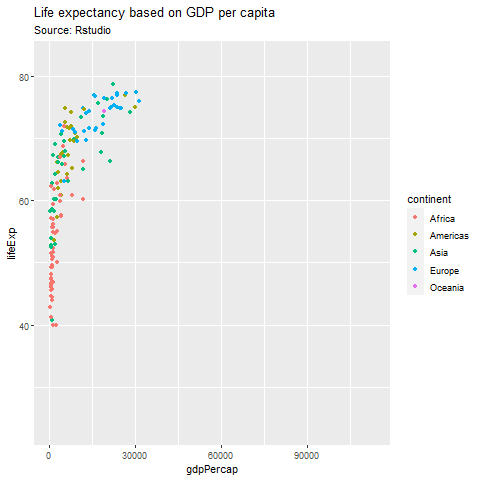 Life expectancy based on GDP per capita
Source: Rstudio
80
60
40
lifeExp
0
30000
60000
90000
gdpPercap
continent
Africa
Americas
Asia
Europe
Oceania